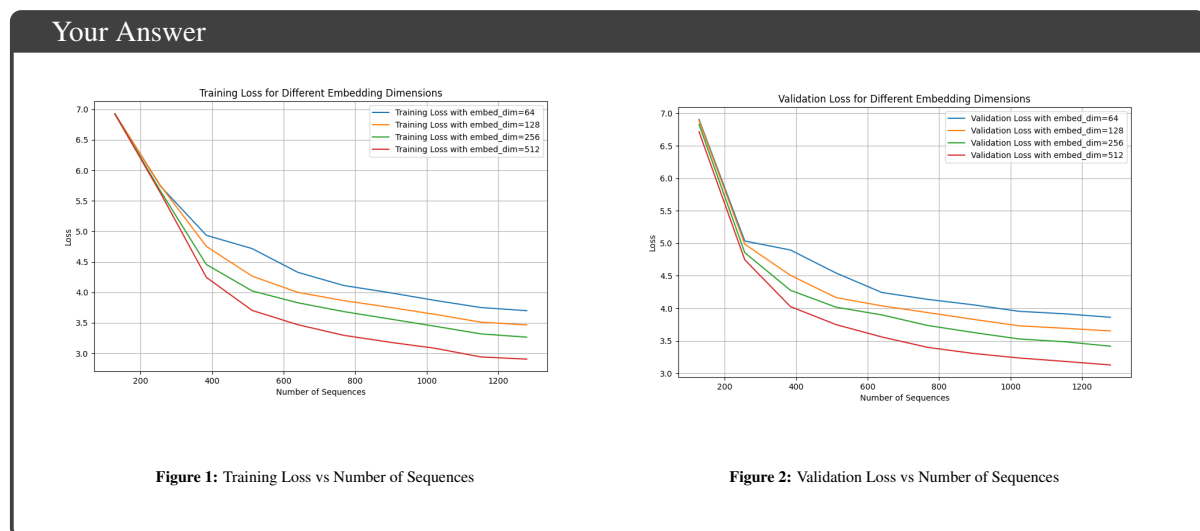 Your Answer
Training Loss for Different Embedding Dimensions
Training Loss with embed_dim=64
Training Loss with embed_dim=128
Training Loss with embed_dim=256
Training Loss with embed_dim=512
7.0
6.5
6.0
5.5
5.0
4.5
4.0
3.5
3.0
Loss
200 400 600 800 1000 1200
Number of Sequences
Figure 1: Training Loss vs Number of Sequences
Validation Loss for Different Embedding Dimensions
Validation Loss with embed_dim=64
Validation Loss with embed_dim=128
Validation Loss with embed_dim=256
Validation Loss with embed_dim=512
7.0
6.5
6.0
5.5
5.0
4.5
4.0
3.5
3.0
Loss
200 400 600 800 1000 1200
Number of Sequences
Figure 2: Validation Loss vs Number of Sequences